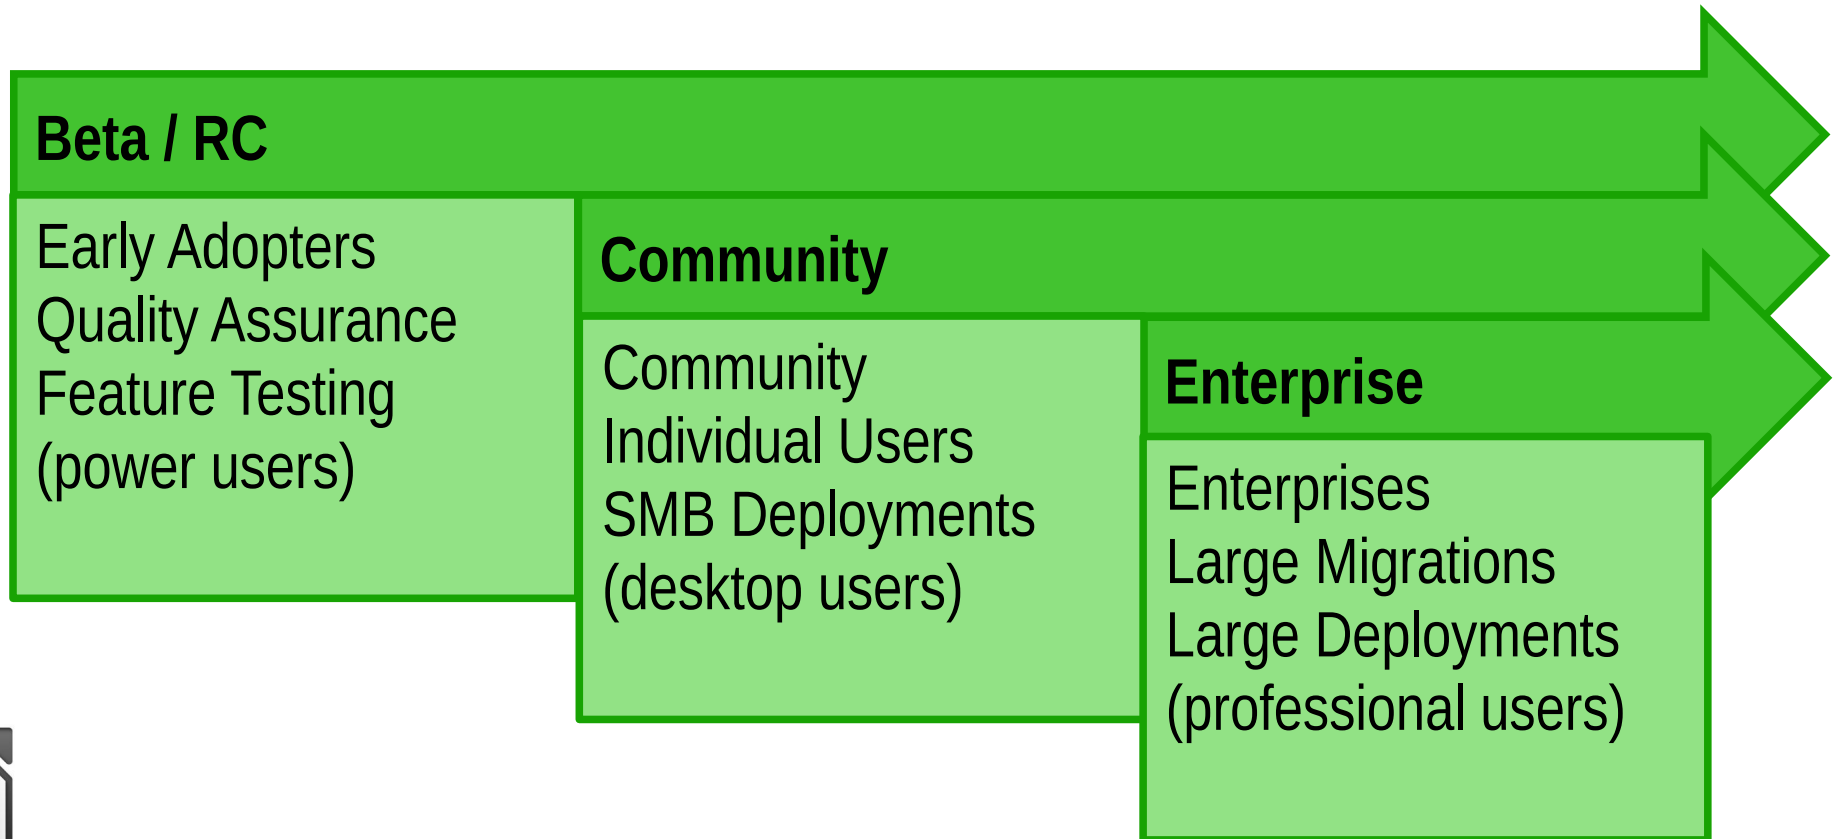 Beta / RC
Early Adopters
Quality Assurance
Feature Testing
(power users)
Community
Community
Individual Users
SMB Deployments
(desktop users)
Enterprise
Enterprises
Large Migrations
Large Deployments
(professional users)